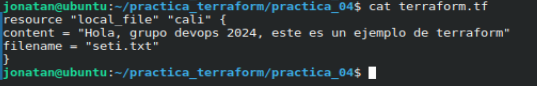 jonatan@ubuntu:~/practica_terraform/practica_04$ cat terraform.tf
resource "local_file" "cali" {
content = "Hola, grupo devops 2024, este es un ejemplo de terraform"
filename = "seti.txt"
}
jonatan@ubuntu:~/practica_terraform/practica_04$